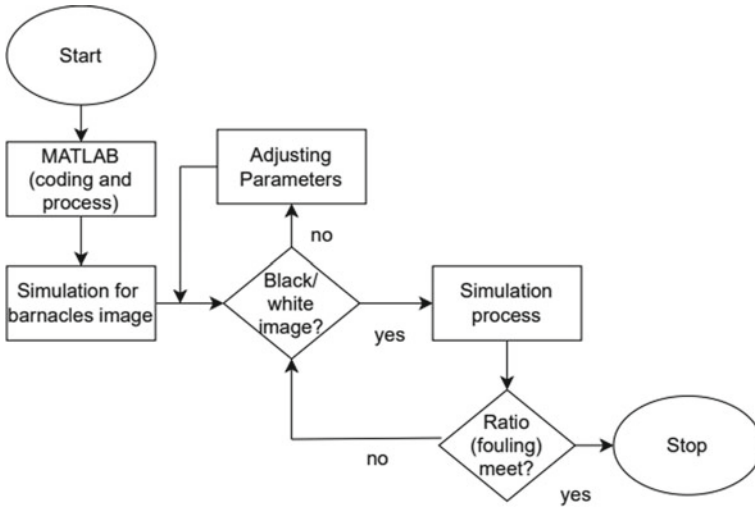 Start
MATLAB
(coding and
process)
Adjusting
Parameters
no
Simulation for
barnacles image
Black/
white
image?
yes
Simulation
process
Ratio
(fouling)
meet?
no
yes
Stop